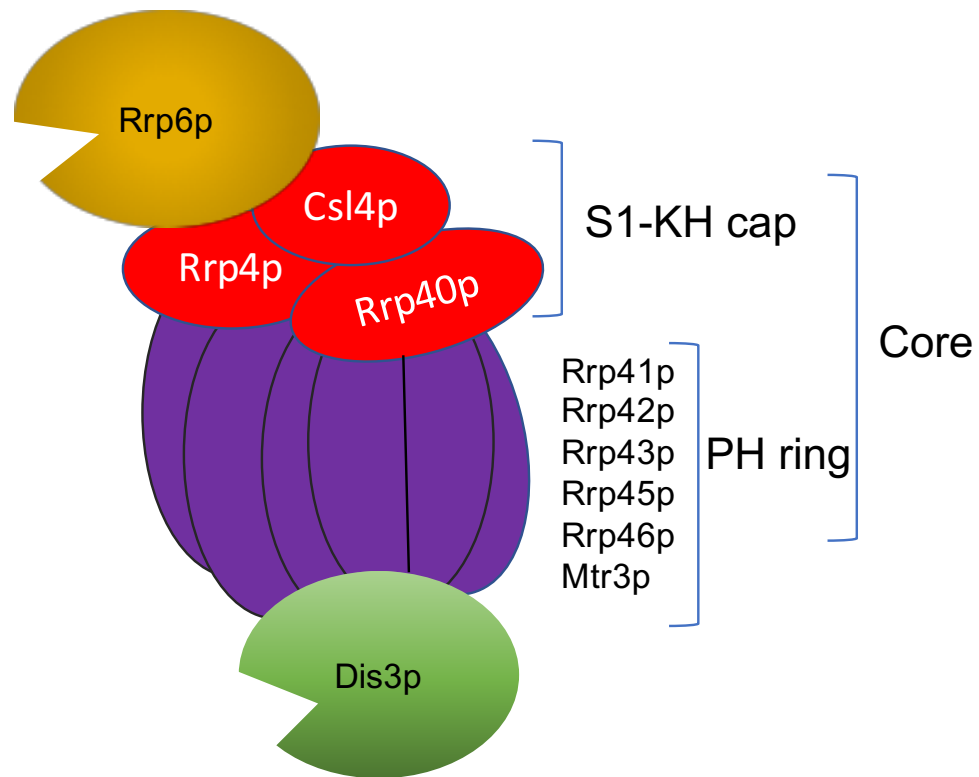 Rrp6p
Csl4p
S1-KH cap
Rrp4p
Rrp40p
Core
Rrp41p
Rrp42p
Rrp43p
PH ring
Rrp45p
Rrp46p
Mtr3p
Dis3p